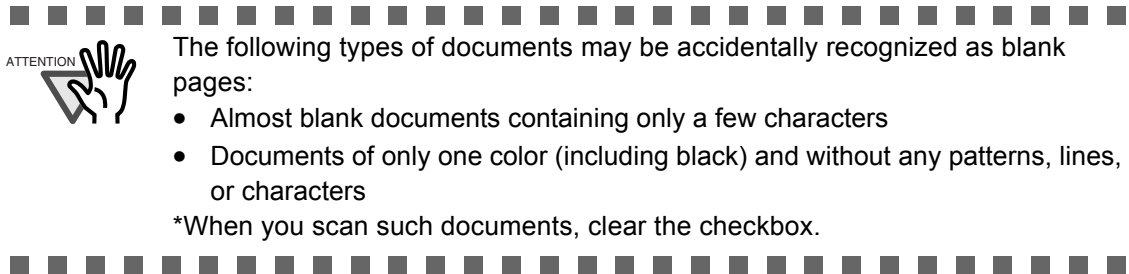 ATTENTION
The following types of documents may be accidentally recognized as blank
pages:
• Almost blank documents containing only a few characters
• Documents of only one color (including black) and without any patterns, lines,
or characters
*When you scan such documents, clear the checkbox.